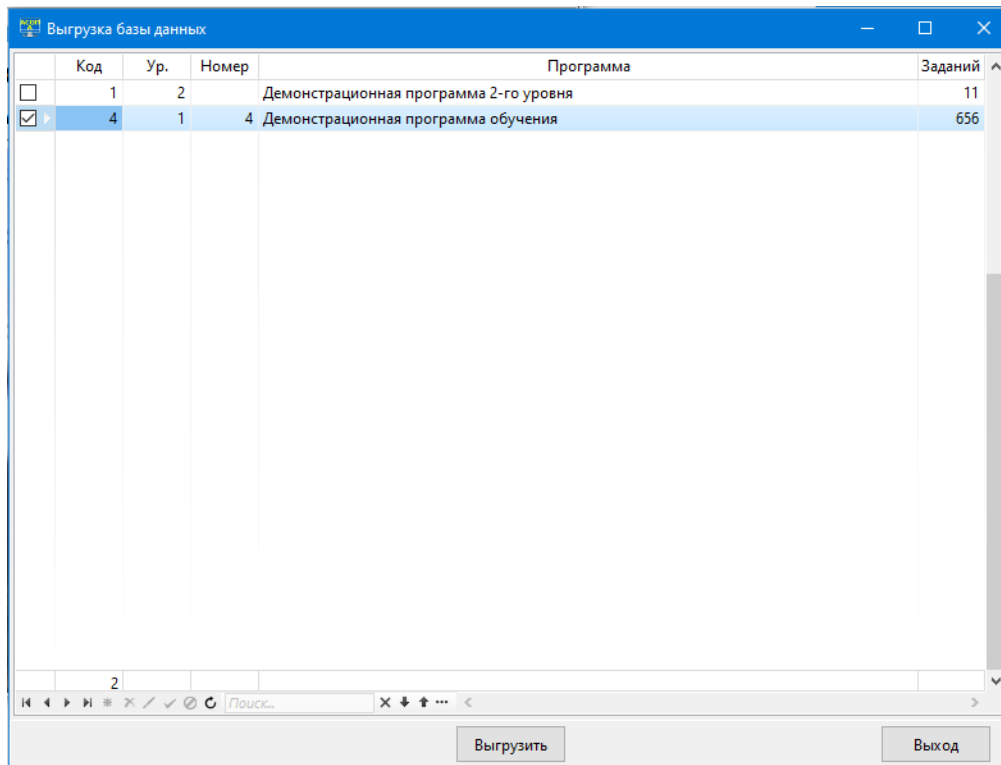 Выгрузка базы данных
Код Ур. Номер Программа Заданий
1 2 Демонстрационная программа 2-го уровня 11
4 1 4 Демонстрационная программа обучения 656
2
Поиск...
Выгрузить Выход